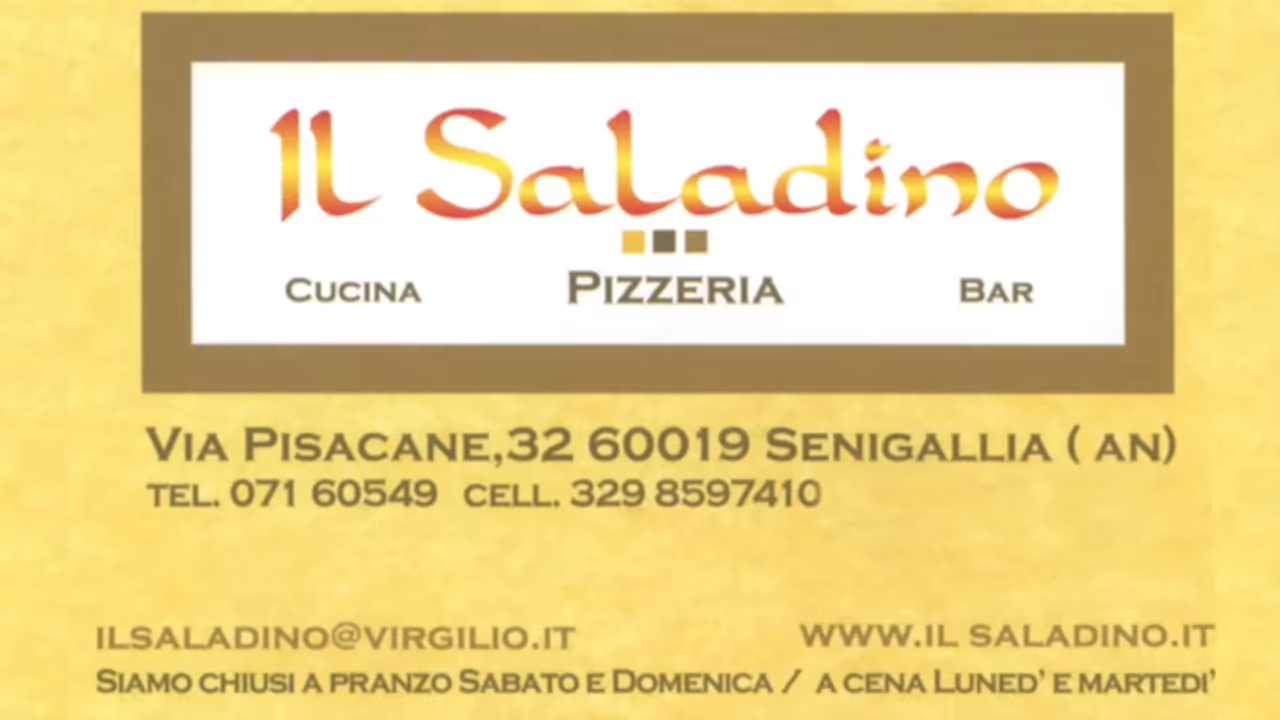 Il Saladino
Cucina Pizzeria Bar
Via Pisacane,32 60019 Senigallia ( AN)
TEL. 071 60549 CELL. 329 8597410
ILSALADINO@VIRGILIO.IT WWW.IL SALADINO.IT
Siamo chiusi a pranzo Sabato e Domenica / a cena Luned' e martedi'